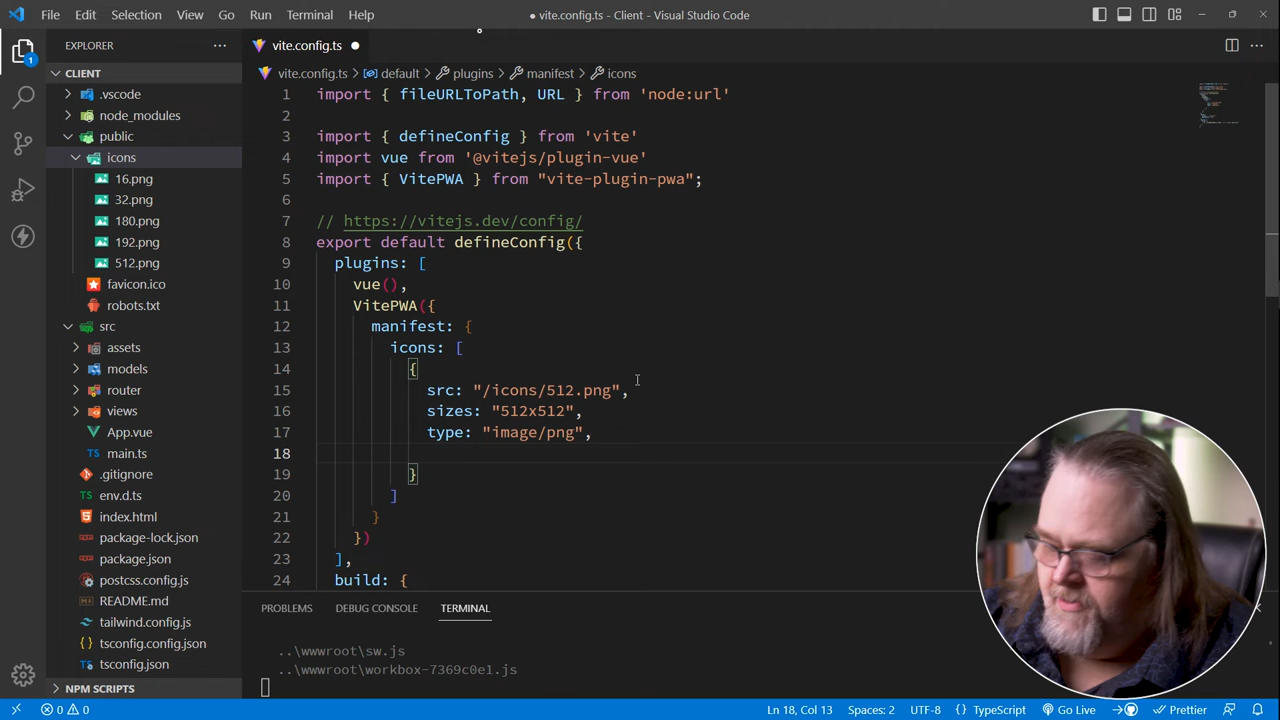 File Edit Selection View Go Run Terminal Help
● vite.config.ts - Client - Visual Studio Code
EXPLORER
CLIENT
.vscode
node_modules
public
icons
16.png
32.png
180.png
192.png
512.png
favicon.ico
robots.txt
src
assets
models
router
views
App.vue
main.ts
.gitignore
env.d.ts
index.html
package-lock.json
package.json
postcss.config.js
README.md
tailwind.config.js
tsconfig.config.json
tsconfig.json
NPM SCRIPTS
1
vite.config.ts
vite.config.ts > default > plugins > manifest > icons
1 import { fileURLToPath, URL } from 'node:url'
2
3 import { defineConfig } from 'vite'
4 import vue from '@vitejs/plugin-vue'
5 import { VitePWA } from "vite-plugin-pwa";
6
7 // https://vitejs.dev/config/
8 export default defineConfig({
9 plugins: [
10 vue(),
11 VitePWA({
12 manifest: {
13 icons: [
14 {
15 src: "/icons/512.png",
16 sizes: "512x512",
17 type: "image/png",
18
19 }
20 ]
21 }
22 })
23 ],
24 build: {
PROBLEMS DEBUG CONSOLE TERMINAL
..\wwwroot\sw.js
..\wwwroot\workbox-7369c0e1.js
0 0 Ln 18, Col 13 Spaces: 2 UTF-8 {} TypeScript Go Live Prettier